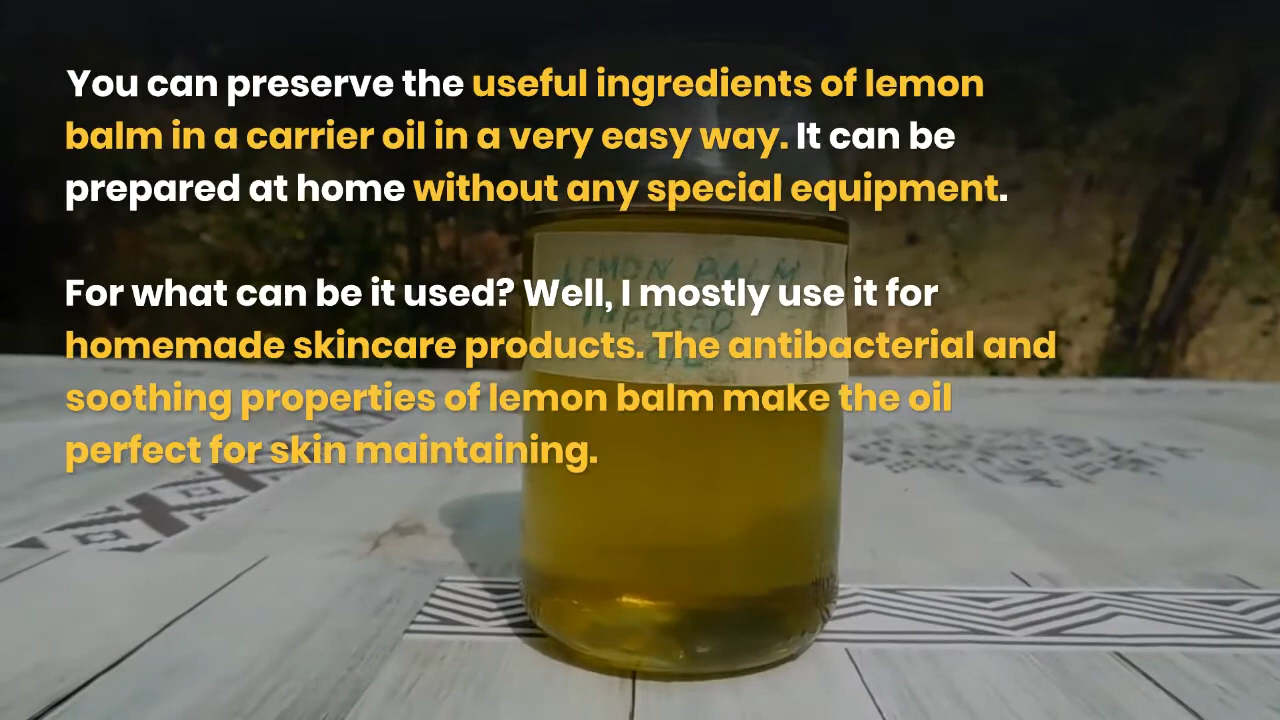 You can preserve the useful ingredients of lemon
balm in a carrier oil in a very easy way. It can be
prepared at home without any special equipment.
For what can be it used? Well, I mostly use it for
homemade skincare products. The antibacterial and
soothing properties of lemon balm make the oil
perfect for skin maintaining.
LEMON BALM
INFUSED
OIL